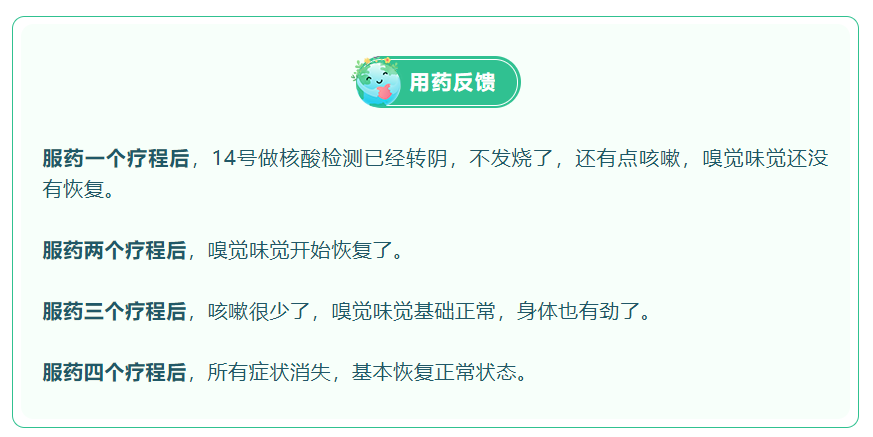 用药反馈
服药一个疗程后，14号做核酸检测已经转阴，不发烧了，还有点咳嗽，嗅觉味觉还没
有恢复。
服药两个疗程后，嗅觉味觉开始恢复了。
服药三个疗程后，咳嗽很少了，嗅觉味觉基础正常，身体也有劲了。
服药四个疗程后，所有症状消失，基本恢复正常状态。